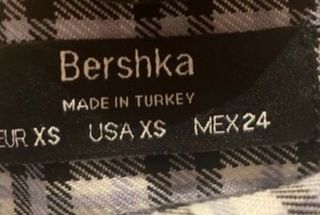 Bershka
MADE IN TURKEY
EUR XS USA XS MEX 24